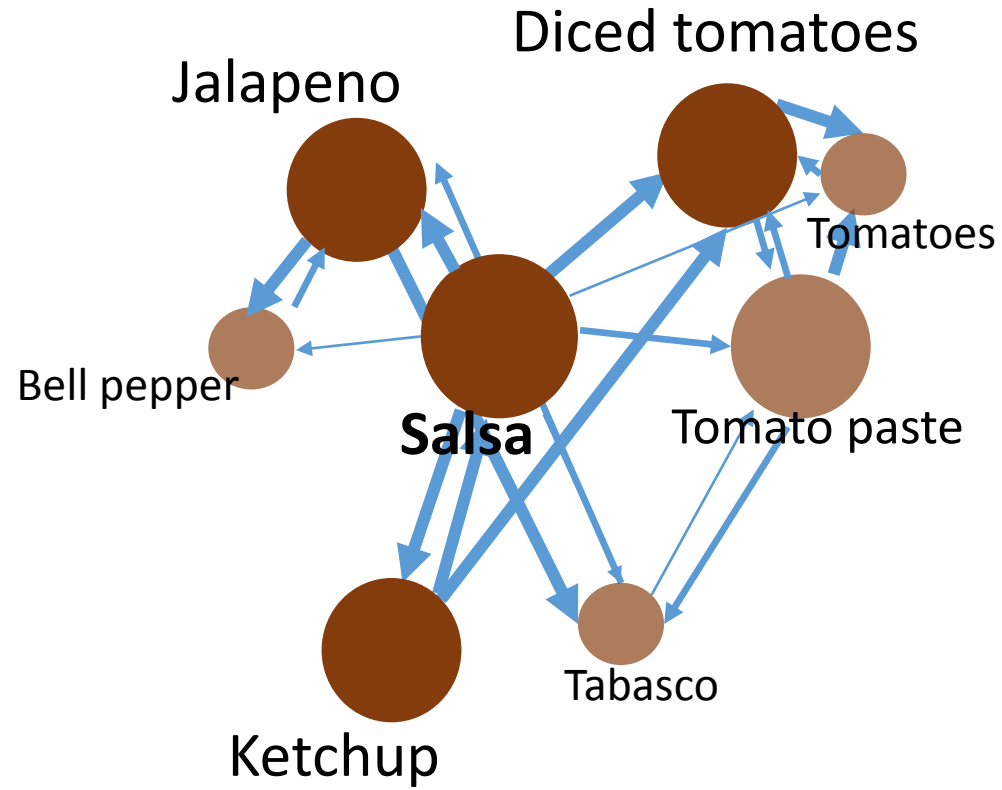 Diced tomatoes
Jalapeno
Tomatoes
Bell pepper
Salsa
Tomato paste
Tabasco
Ketchup